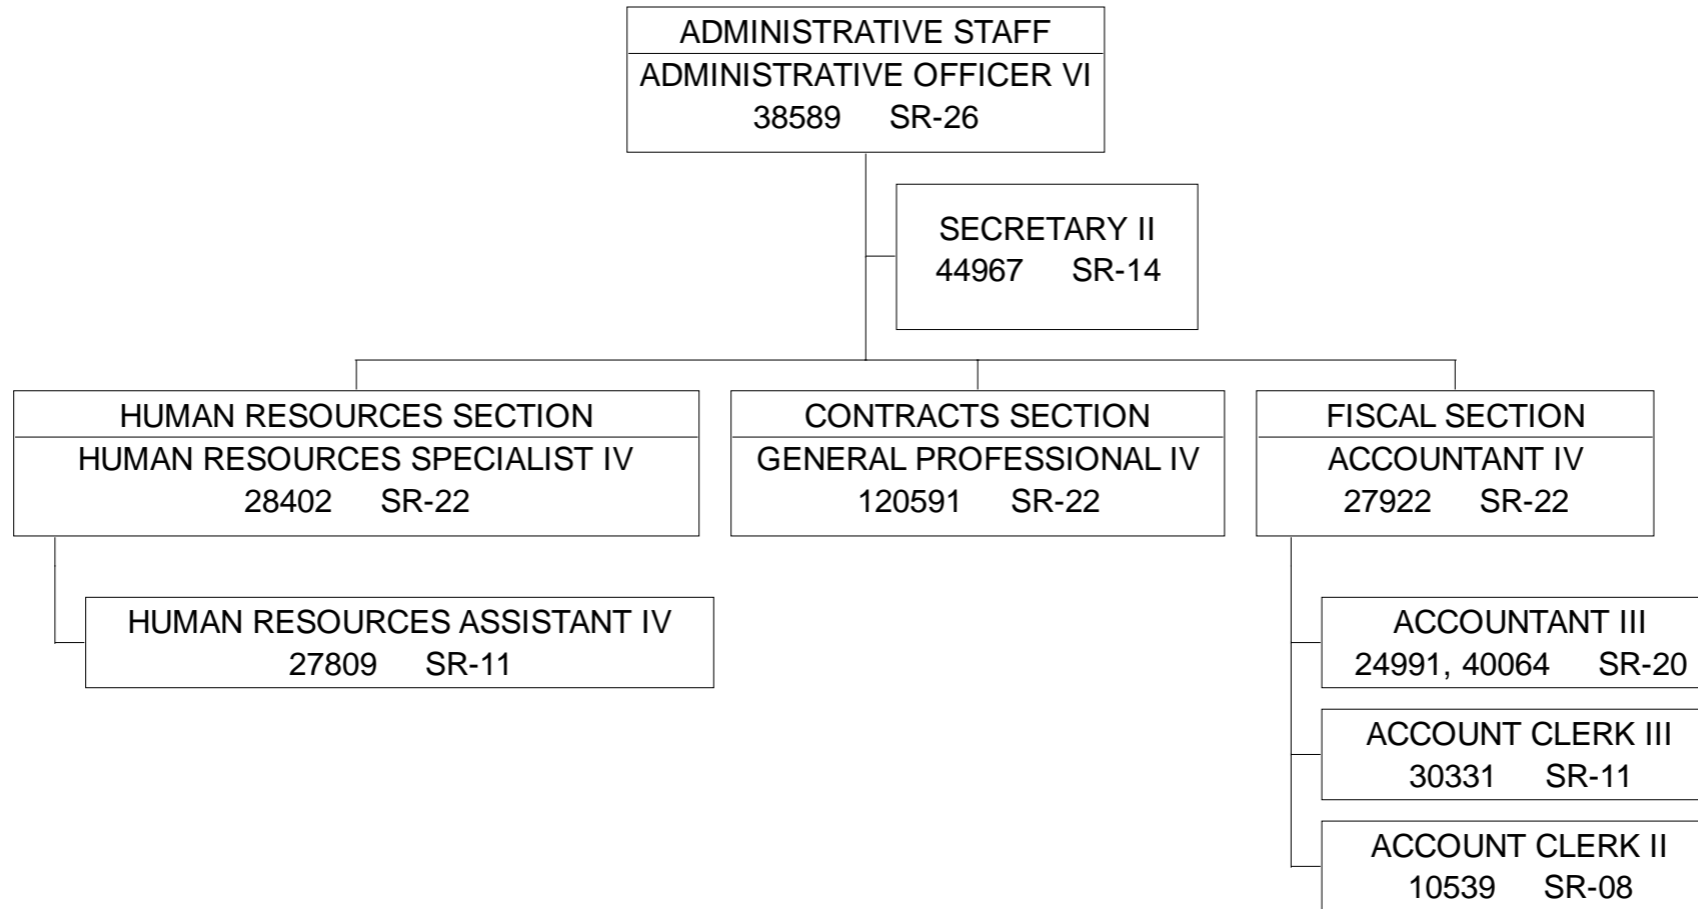 ADMINISTRATIVE STAFF
ADMINISTRATIVE OFFICER VI
38589 SR-26
SECRETARY II
44967 SR-14
HUMAN RESOURCES SECTION
HUMAN RESOURCES SPECIALIST IV
28402 SR-22
HUMAN RESOURCES ASSISTANT IV
27809 SR-11
CONTRACTS SECTION
GENERAL PROFESSIONAL IV
120591 SR-22
FISCAL SECTION
ACCOUNTANT IV
27922 SR-22
ACCOUNTANT III
24991, 40064 SR-20
ACCOUNT CLERK III
30331 SR-11
ACCOUNT CLERK II
10539 SR-08